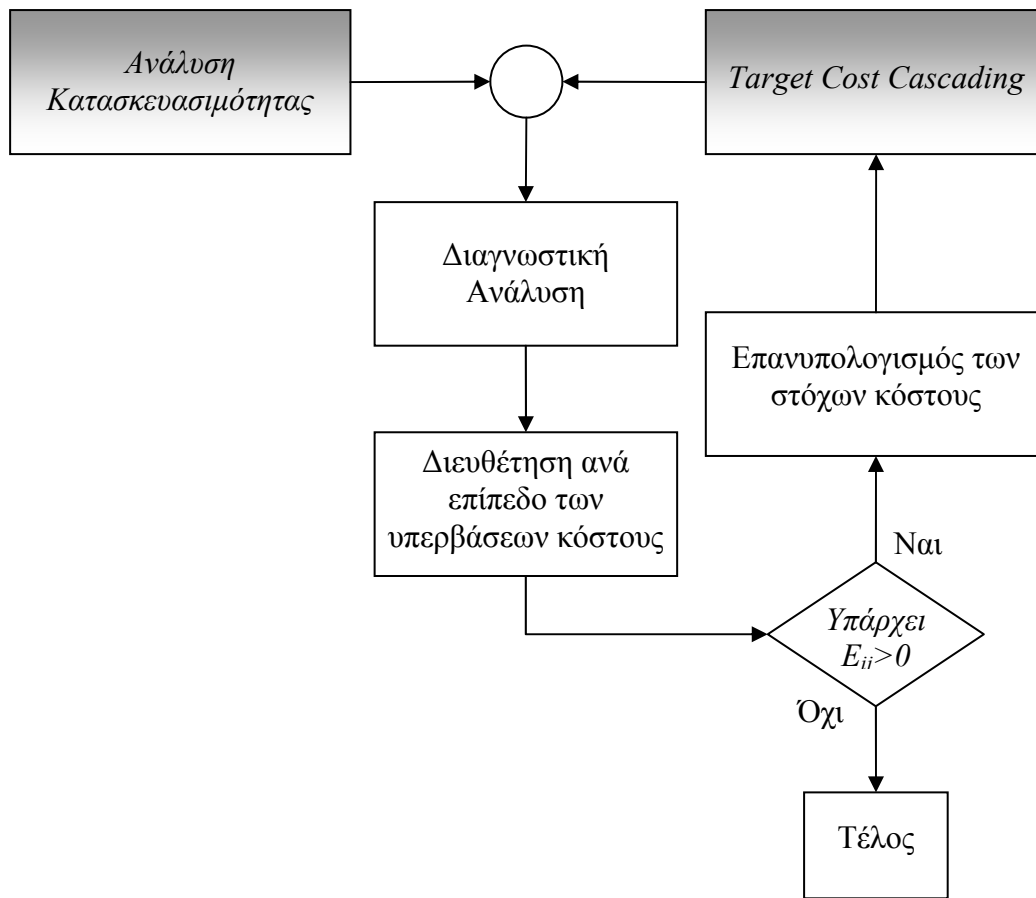 Ανάλυση
Κατασκευασιμότητας
Target Cost Cascading
Διαγνωστική
Ανάλυση
Επανυπολογισμός των
στόχων κόστους
Διευθέτηση ανά
επίπεδο των
υπερβάσεων κόστους
Ναι
Υπάρχει
Eij>0
Όχι
Τέλος